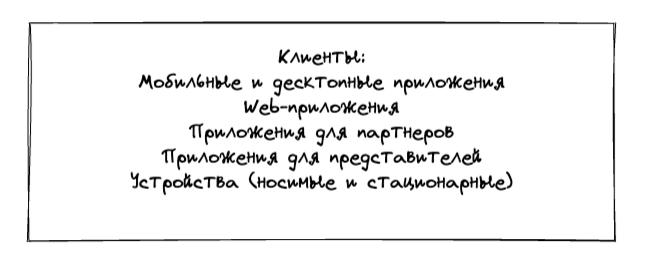 Клиенты:
Мобильные и десктопные приложения
Web-приложения
Приложения для партнеров
Приложения для представителей
Устройства (носимые и стационарные)